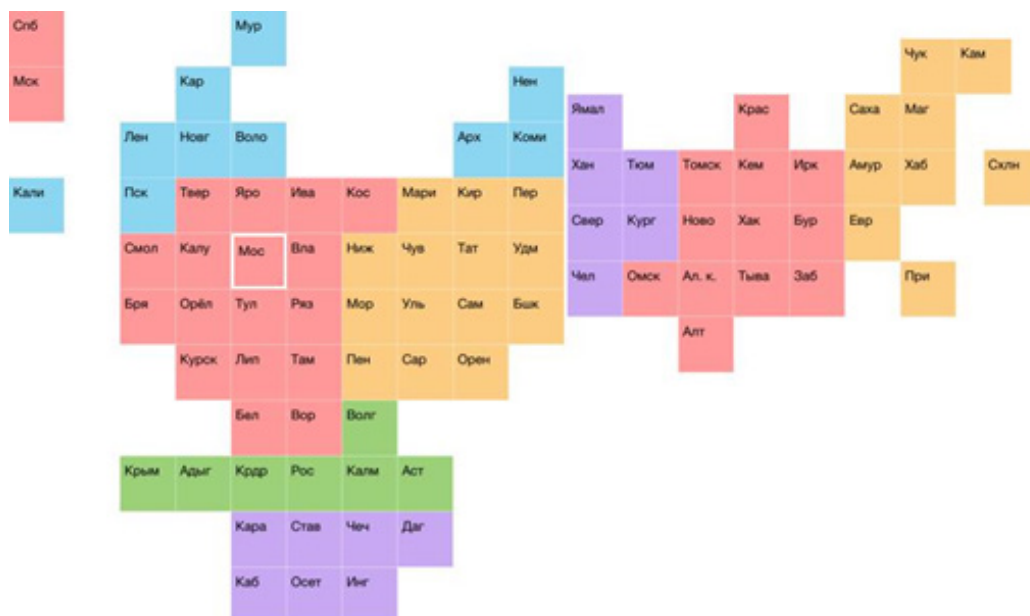 Спб Мур
Чук Кам
Мск Кар Нен
Ямал Крас Саха Маг
Лен Новг Воло Арх Коми
Хан Тюм Томск Кем Ирк Амур Хаб Схлн
Кали Пск Твер Яро Ива Кос Мари Кир Пер
Свер Кург Ново Хак Бур Евр
Смол Калу Мос Вла Ниж Чув Тат Удм
Чел Омск Ал. к. Тыва Заб При
Бря Орёл Тул Ряз Мор Уль Сам Бшк
Алт
Курск Лип Там Пен Сар Орен
Бел Вор Волг
Крым Адыг Крдр Рос Калм Аст
Кара Став Чеч Даг
Каб Осет Инг